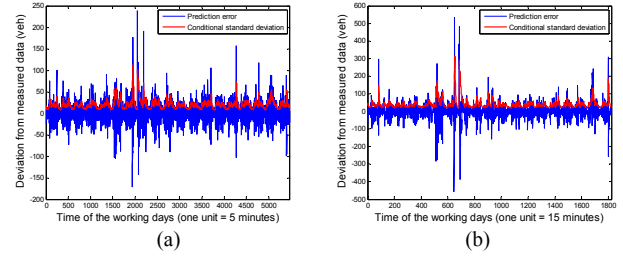 250
200
150
100
50
0
-50
-100
-150
-200
Deviation from measured data (veh)
Prediction error
Conditional standard deviation
0 500 1000 1500 2000 2500 3000 3500 4000 4500 5000
Time of the working days (one unit = 5 minutes)
(a)
600
500
400
300
200
100
0
-100
-200
-300
-400
-500
Deviation from measured data (veh)
Prediction error
Conditional standard deviation
0 200 400 600 800 1000 1200 1400 1600 1800
Time of the working days (one unit = 15 minutes)
(b)